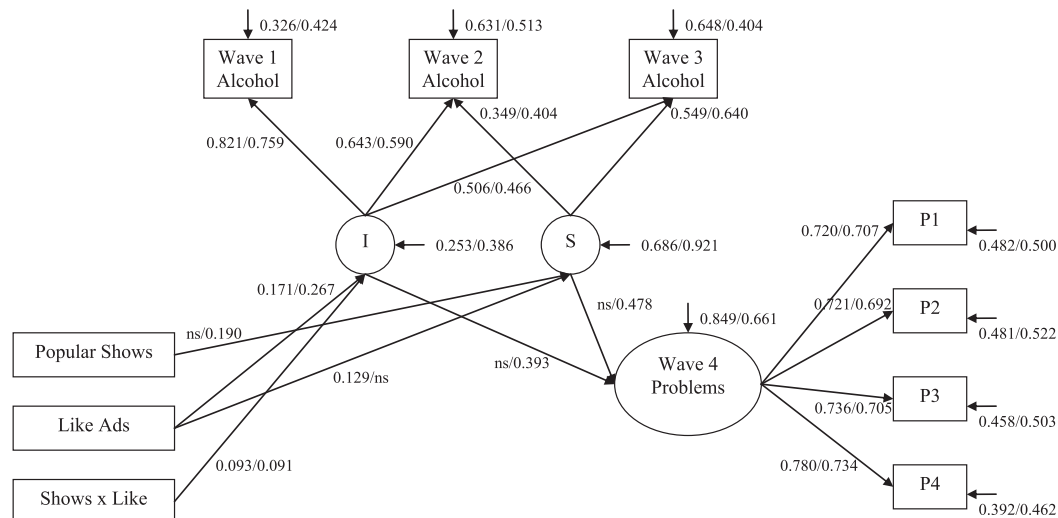 0.326/0.424
0.631/0.513
0.648/0.404
Wave 1
Alcohol
Wave 2
Alcohol
Wave 3
Alcohol
0.349/0.404
0.549/0.640
0.821/0.759
0.643/0.590
0.506/0.466
I
0.253/0.386
S
0.686/0.921
0.720/0.707
P1
0.482/0.500
0.171/0.267
ns/0.478
0.721/0.692
P2
0.481/0.522
ns/0.190
0.849/0.661
Popular Shows
ns/0.393
Wave 4
Problems
0.129/ns
Like Ads
0.736/0.705
P3
0.458/0.503
0.093/0.091
0.780/0.734
Shows x Like
P4
0.392/0.462